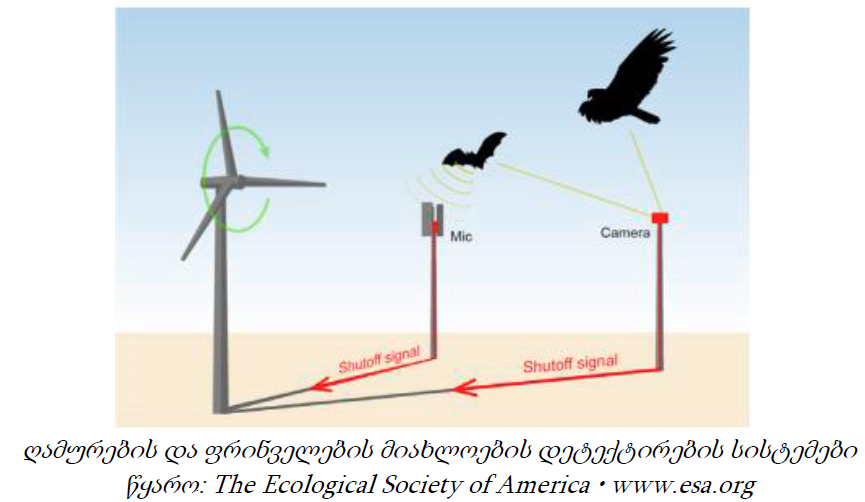 Mic
Camera
Shutoff signal
Shutoff signal
ღამურების და ფრინველების მიახლოების დეტექტირების სისტემები
წყარო: The Ecological Society of America • www.esa.org